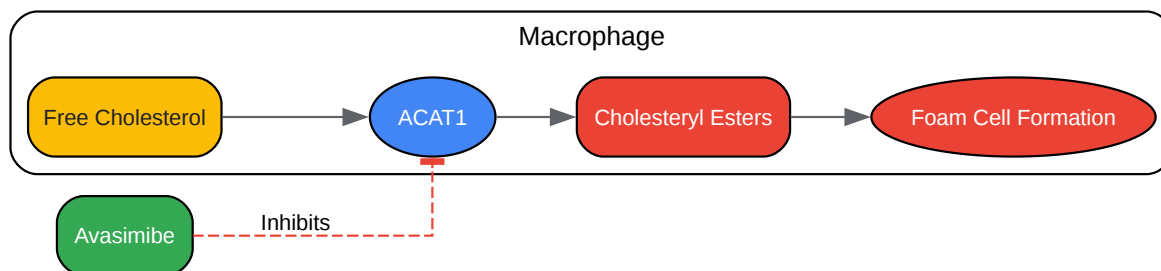 Macrophage
Free Cholesterol
ACAT1
Cholesteryl Esters
Foam Cell Formation
Inhibits
Avasimibe